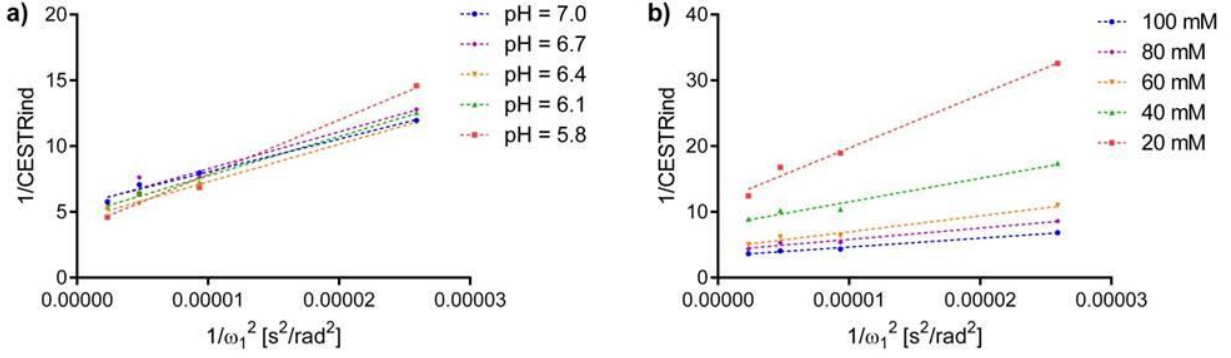 a)
1/CESTRind
20
15
10
5
0
0.00000
0.00001
0.00002
0.00003
1/ω₁² [s²/rad²]
pH = 7.0
pH = 6.7
pH = 6.4
pH = 6.1
pH = 5.8
b)
1/CESTRind
40
30
20
10
0
0.00000
0.00001
0.00002
0.00003
1/ω₁² [s²/rad²]
100 mM
80 mM
60 mM
40 mM
20 mM